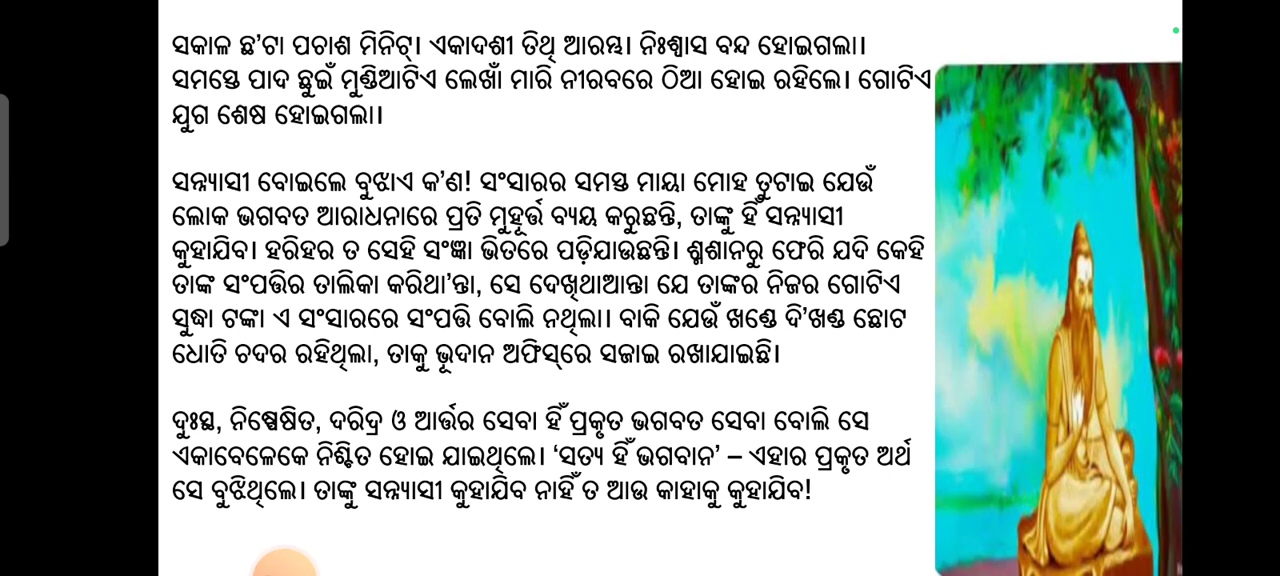 ସକାଳ ଛ’ଟା ପଚାଶ ମିନିଟ୍। ଏକାଦଶୀ ତିଥି ଆରମ୍ଭ। ନିଃଶ୍ୱାସ ବନ୍ଦ ହୋଇଗଲା।
ସମସ୍ତେ ପାଦ ଛୁଇଁ ମୁଣ୍ଡିଆଟିଏ ଲେଖାଁ ମାରି ନୀରବରେ ଠିଆ ହୋଇ ରହିଲେ। ଗୋଟିଏ
ଯୁଗ ଶେଷ ହୋଇଗଲା।
ସନ୍ନ୍ୟାସୀ ବୋଇଲେ ବୁଝାଏ କ’ଣ! ସଂସାରର ସମସ୍ତ ମାୟା ମୋହ ତୁଟାଇ ଯେଉଁ
ଲୋକ ଭଗବତ ଆରାଧନାରେ ପ୍ରତି ମୁହୂର୍ତ୍ତ ବ୍ୟୟ କରୁଛନ୍ତି, ତାଙ୍କୁ ହିଁ ସନ୍ନ୍ୟାସୀ
କୁହାଯିବ। ହରିହର ତ ସେହି ସଂଜ୍ଞା ଭିତରେ ପଡ଼ିଯାଉଛନ୍ତି। ଶ୍ମଶାନରୁ ଫେରି ଯଦି କେହି
ତାଙ୍କ ସଂପତ୍ତିର ତାଲିକା କରିଥା’ନ୍ତା, ସେ ଦେଖିଥାଆନ୍ତା ଯେ ତାଙ୍କର ନିଜର ଗୋଟିଏ
ସୁଦ୍ଧା ଟଙ୍କା ଏ ସଂସାରରେ ସଂପତ୍ତି ବୋଲି ନଥିଲା। ବାକି ଯେଉଁ ଖଣ୍ଡେ ଦି’ଖଣ୍ଡ ଛୋଟ
ଧୋତି ଚଦର ରହିଥିଲା, ତାକୁ ଭୂଦାନ ଅଫିସ୍‌ରେ ସଜାଇ ରଖାଯାଇଛି।
ଦୁଃସ୍ଥ, ନିଷ୍ପେଷିତ, ଦରିଦ୍ର ଓ ଆର୍ତ୍ତର ସେବା ହିଁ ପ୍ରକୃତ ଭଗବତ ସେବା ବୋଲି ସେ
ଏକାବେଳେକେ ନିଶ୍ଚିତ ହୋଇ ଯାଇଥିଲେ। ‘ସତ୍ୟ ହିଁ ଭଗବାନ’ – ଏହାର ପ୍ରକୃତ ଅର୍ଥ
ସେ ବୁଝିଥିଲେ। ତାଙ୍କୁ ସନ୍ନ୍ୟାସୀ କୁହାଯିବ ନାହିଁ ତ ଆଉ କାହାକୁ କୁହାଯିବ!